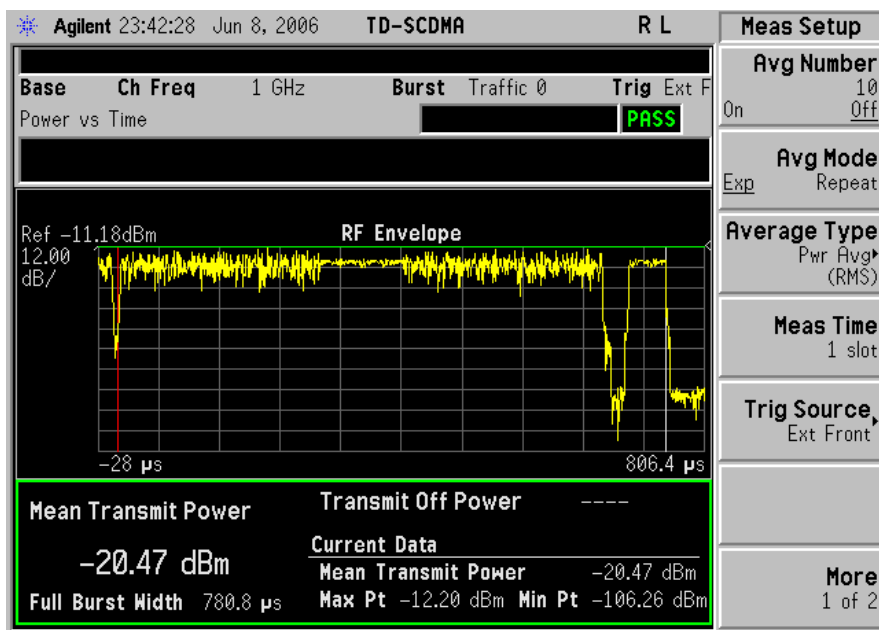 Agilent 23:42:28 Jun 8, 2006 TD-SCDMA R L
Base Ch Freq 1 GHz Burst Traffic 0 Trig Ext F
Power vs Time PASS
Ref -11.18dBm RF Envelope
12.00
dB/
-28 µs 806.4 µs
Mean Transmit Power
-20.47 dBm
Full Burst Width 780.8 µs
Transmit Off Power ----
Current Data
Mean Transmit Power -20.47 dBm
Max Pt -12.20 dBm Min Pt -106.26 dBm
Meas Setup
Avg Number
10
On Off
Avg Mode
Exp Repeat
Average Type
Pwr Avg
(RMS)
Meas Time
1 slot
Trig Source
Ext Front
More
1 of 2